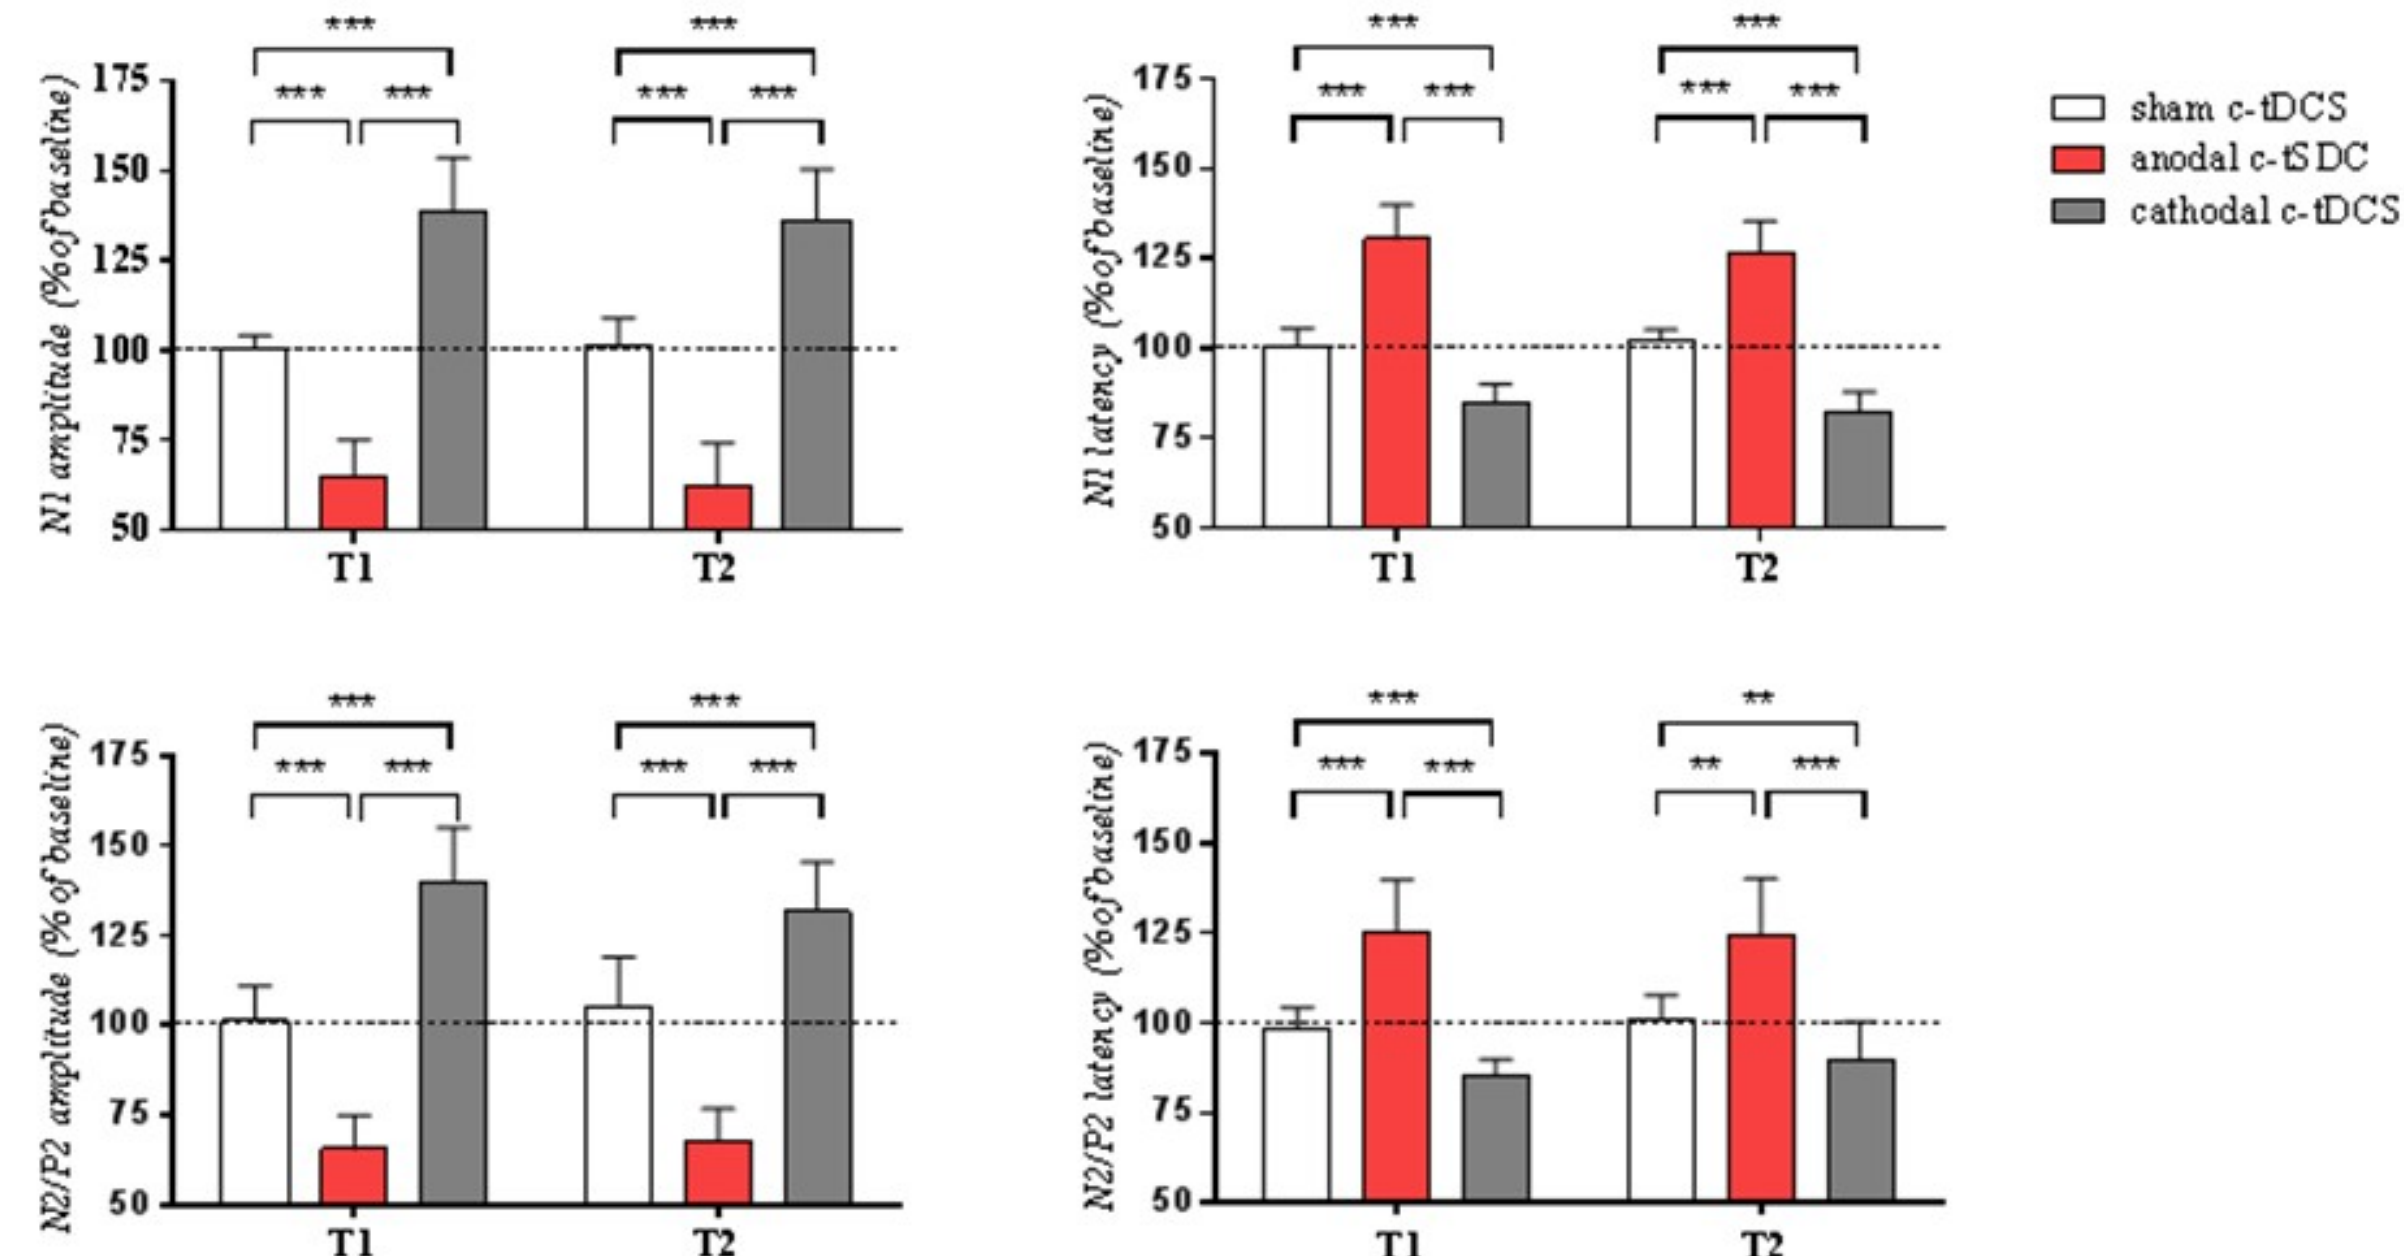 ***
***
*** ***
*** ***
N1 amplitude (% of baseline)
175
150
125
100
75
50
T1
T2
***
***
*** ***
*** ***
N1 latency (% of baseline)
175
150
125
100
75
50
T1
T2
sham c-tDCS
anodal c-tSDC
cathodal c-tDCS
***
***
*** ***
*** ***
N2/P2 amplitude (% of baseline)
175
150
125
100
75
50
T1
T2
***
**
*** ***
** ***
N2/P2 latency (% of baseline)
175
150
125
100
75
50
T1
T2